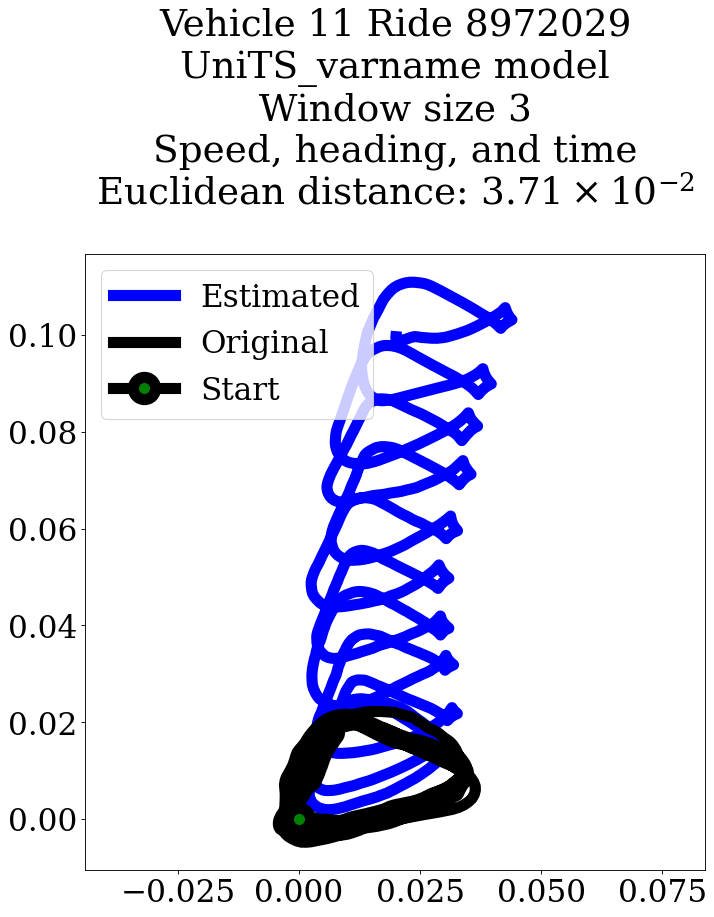 Vehicle 11 Ride 8972029
UniTS_varname model
Window size 3
Speed, heading, and time
Euclidean distance: 3.71 × 10⁻²
Estimated
Original
Start
0.10
0.08
0.06
0.04
0.02
0.00
−0.025 0.000 0.025 0.050 0.075